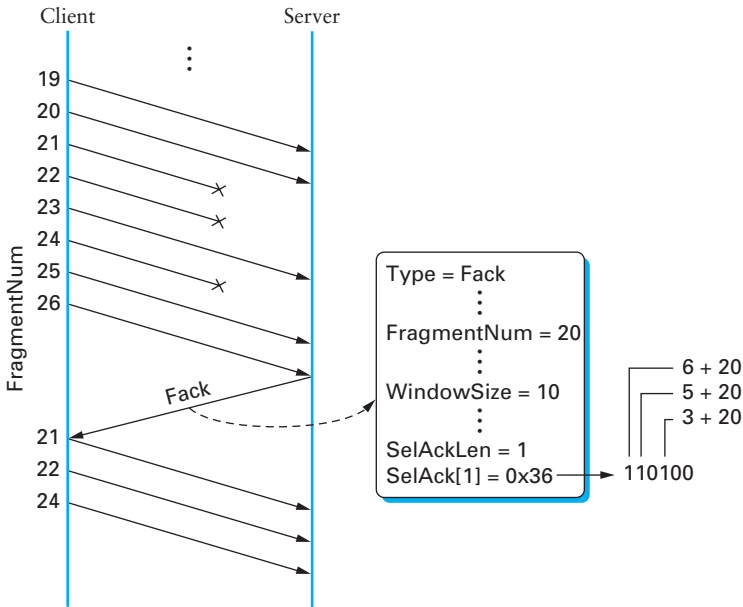 Client
Server
19
20
21
22
23
24
25
26
FragmentNum
Fack
21
22
24
Type = Fack
FragmentNum = 20
WindowSize = 10
SelAckLen = 1
SelAck[1] = 0x36
6 + 20
5 + 20
3 + 20
110100